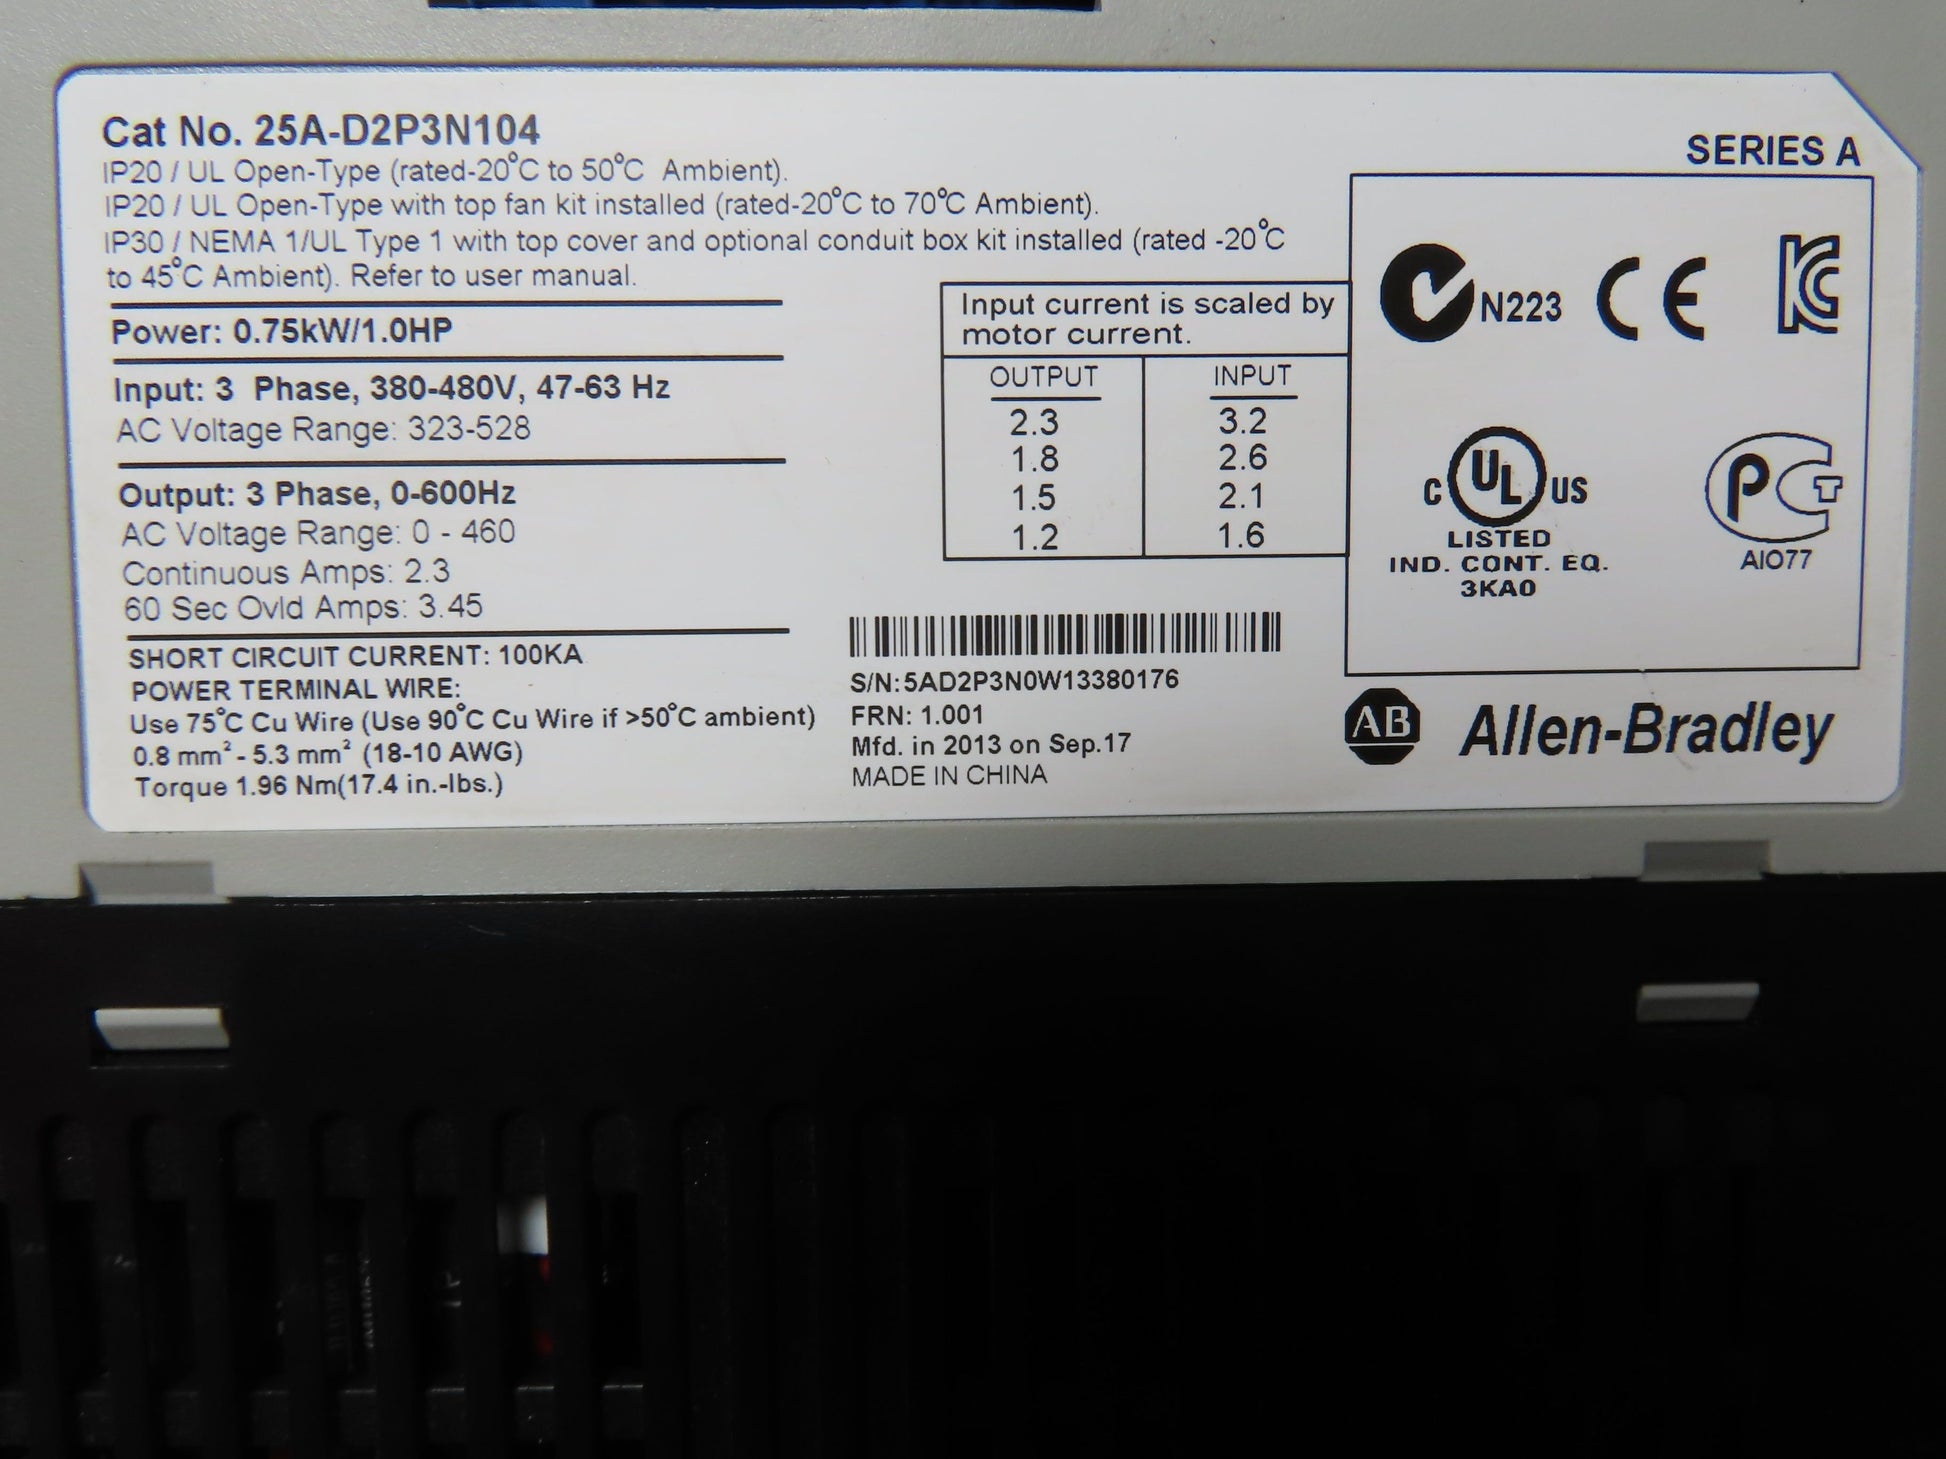 Cat No. 25A-D2P3N104
IP20 / UL Open-Type (rated-20°C to 50°C Ambient).
IP20 / UL Open-Type with top fan kit installed (rated-20°C to 70°C Ambient).
IP30 / NEMA 1/UL Type 1 with top cover and optional conduit box kit installed (rated -20°C
to 45°C Ambient). Refer to user manual.
Power: 0.75kW/1.0HP
Input: 3 Phase, 380-480V, 47-63 Hz
AC Voltage Range: 323-528
Output: 3 Phase, 0-600Hz
AC Voltage Range: 0 - 460
Continuous Amps: 2.3
60 Sec Ovld Amps: 3.45
SHORT CIRCUIT CURRENT: 100KA
POWER TERMINAL WIRE:
Use 75°C Cu Wire (Use 90°C Cu Wire if >50°C ambient)
0.8 mm² - 5.3 mm² (18-10 AWG)
Torque 1.96 Nm(17.4 in.-lbs.)
Input current is scaled by
motor current.
OUTPUT INPUT
2.3 3.2
1.8 2.6
1.5 2.1
1.2 1.6
S/N: 5AD2P3N0W13380176
FRN: 1.001
Mfd. in 2013 on Sep.17
MADE IN CHINA
SERIES A
N223 CE KC
C UL US
LISTED
IND. CONT. EQ.
3KA0
PCT
AIO77
AB Allen-Bradley